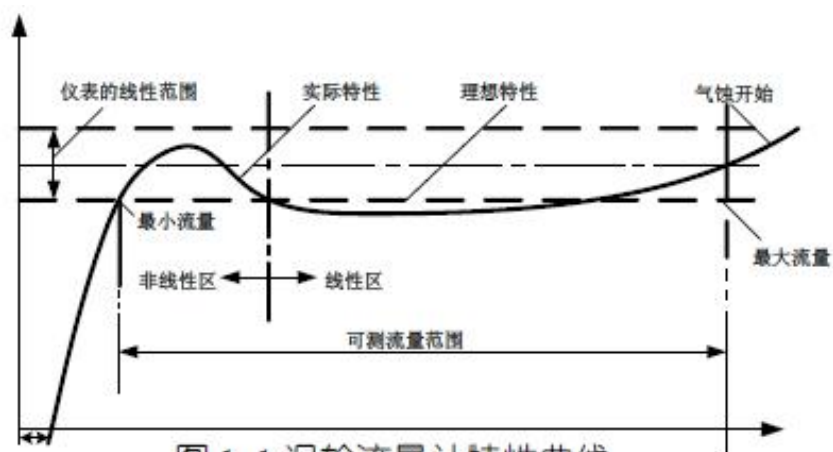 仪表的线性范围
实际特性
理想特性
气蚀开始
最小流量
最大流量
非线性区
线性区
可测流量范围